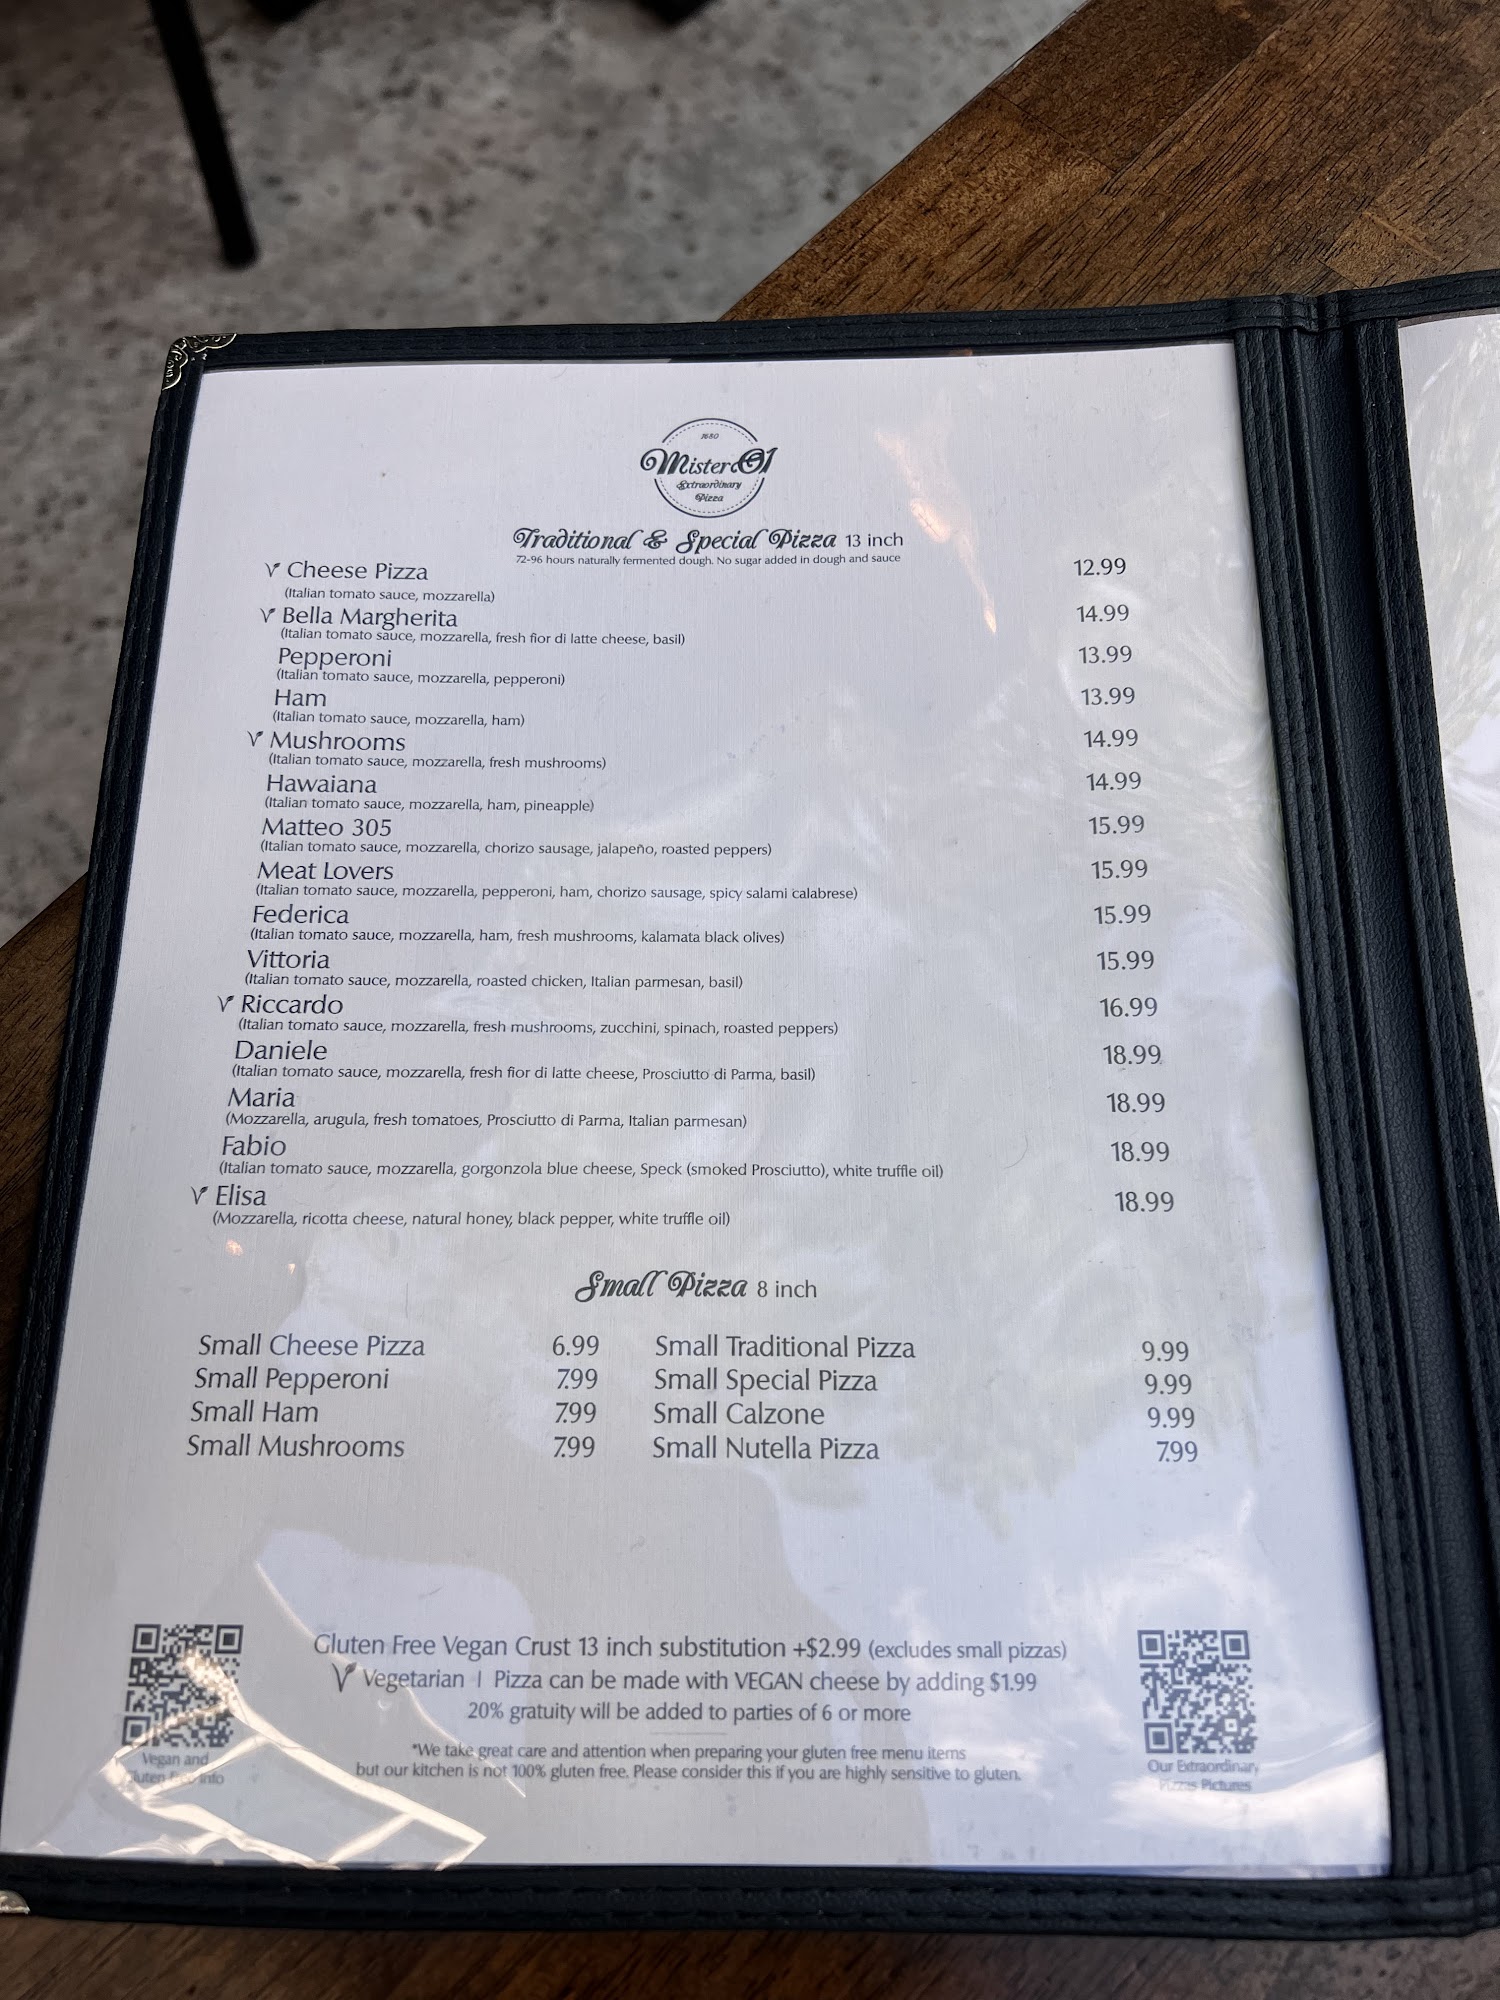 1680
Mister O1
Extraordinary
Pizza
Traditional & Special Pizza 13 inch
72-96 hours naturally fermented dough. No sugar added in dough and sauce
V Cheese Pizza 12.99
(Italian tomato sauce, mozzarella)
V Bella Margherita 14.99
(Italian tomato sauce, mozzarella, fresh fior di latte cheese, basil)
Pepperoni 13.99
(Italian tomato sauce, mozzarella, pepperoni)
Ham 13.99
(Italian tomato sauce, mozzarella, ham)
V Mushrooms 14.99
(Italian tomato sauce, mozzarella, fresh mushrooms)
Hawaiana 14.99
(Italian tomato sauce, mozzarella, ham, pineapple)
Matteo 305 15.99
(Italian tomato sauce, mozzarella, chorizo sausage, jalapeño, roasted peppers)
Meat Lovers 15.99
(Italian tomato sauce, mozzarella, pepperoni, ham, chorizo sausage, spicy salami calabrese)
Federica 15.99
(Italian tomato sauce, mozzarella, ham, fresh mushrooms, kalamata black olives)
Vittoria 15.99
(Italian tomato sauce, mozzarella, roasted chicken, Italian parmesan, basil)
V Riccardo 16.99
(Italian tomato sauce, mozzarella, fresh mushrooms, zucchini, spinach, roasted peppers)
Daniele 18.99
(Italian tomato sauce, mozzarella, fresh fior di latte cheese, Prosciutto di Parma, basil)
Maria 18.99
(Mozzarella, arugula, fresh tomatoes, Prosciutto di Parma, Italian parmesan)
Fabio 18.99
(Italian tomato sauce, mozzarella, gorgonzola blue cheese, Speck (smoked Prosciutto), white truffle oil)
V Elisa 18.99
(Mozzarella, ricotta cheese, natural honey, black pepper, white truffle oil)
Small Pizza 8 inch
Small Cheese Pizza 6.99 Small Traditional Pizza 9.99
Small Pepperoni 7.99 Small Special Pizza 9.99
Small Ham 7.99 Small Calzone 9.99
Small Mushrooms 7.99 Small Nutella Pizza 7.99
Gluten Free Vegan Crust 13 inch substitution +$2.99 (excludes small pizzas)
V Vegetarian | Pizza can be made with VEGAN cheese by adding $1.99
20% gratuity will be added to parties of 6 or more
*We take great care and attention when preparing your gluten free menu items
but our kitchen is not 100% gluten free. Please consider this if you are highly sensitive to gluten.
Vegan and
Gluten Free Info
Our Extraordinary
Pizzas Pictures